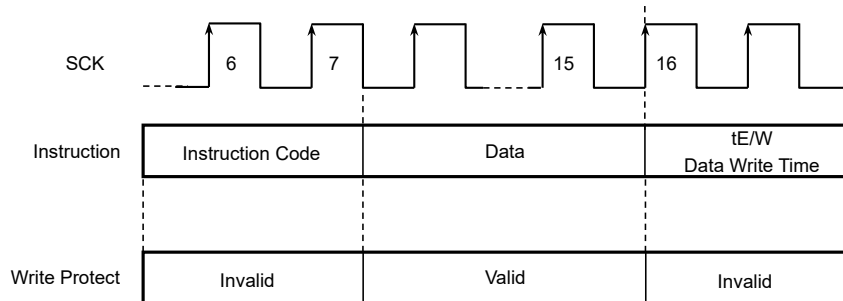 SCK
6
7
15
16
Instruction
Instruction Code
Data
tE/W
Data Write Time
Write Protect
Invalid
Valid
Invalid